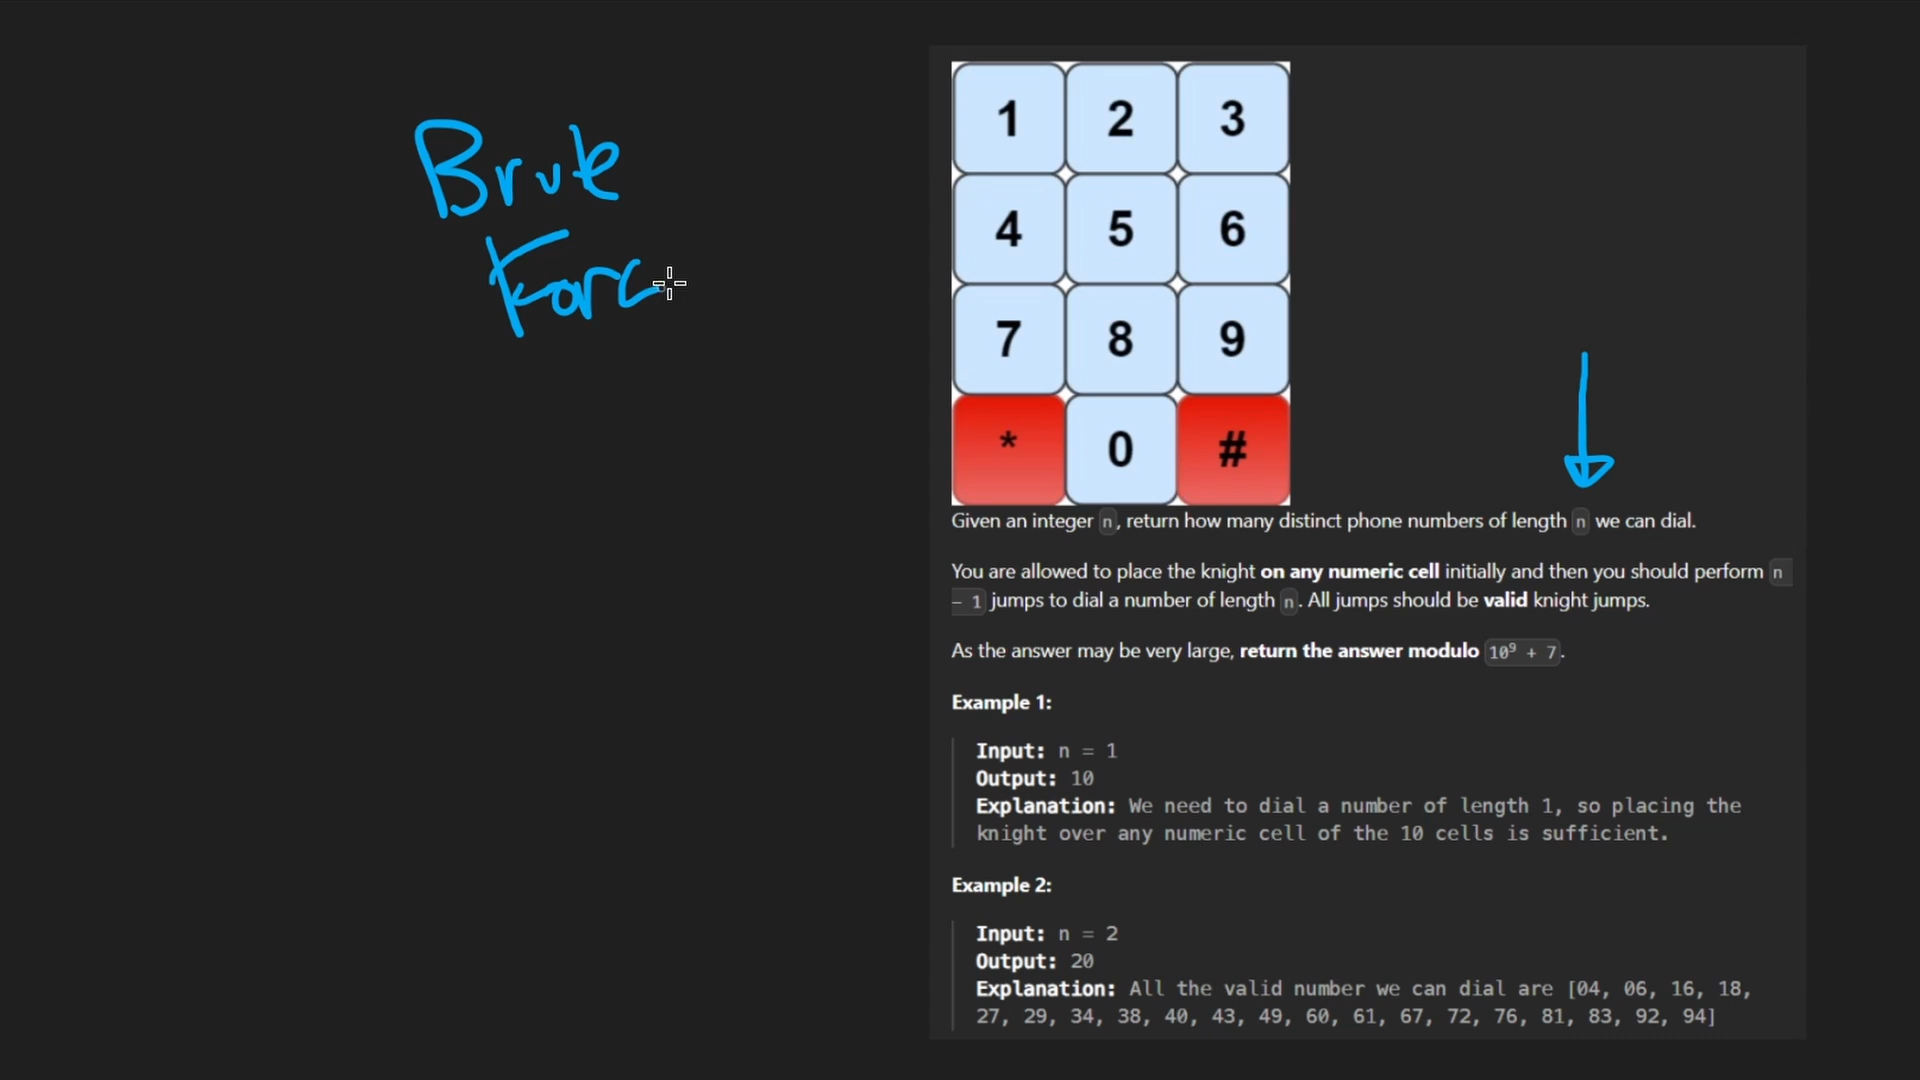 Brute
Forc
1 2 3
4 5 6
7 8 9
* 0 #
Given an integer n, return how many distinct phone numbers of length n we can dial.
You are allowed to place the knight on any numeric cell initially and then you should perform n
- 1 jumps to dial a number of length n. All jumps should be valid knight jumps.
As the answer may be very large, return the answer modulo 10⁹ + 7.
Example 1:
Input: n = 1
Output: 10
Explanation: We need to dial a number of length 1, so placing the
knight over any numeric cell of the 10 cells is sufficient.
Example 2:
Input: n = 2
Output: 20
Explanation: All the valid number we can dial are [04, 06, 16, 18,
27, 29, 34, 38, 40, 43, 49, 60, 61, 67, 72, 76, 81, 83, 92, 94]